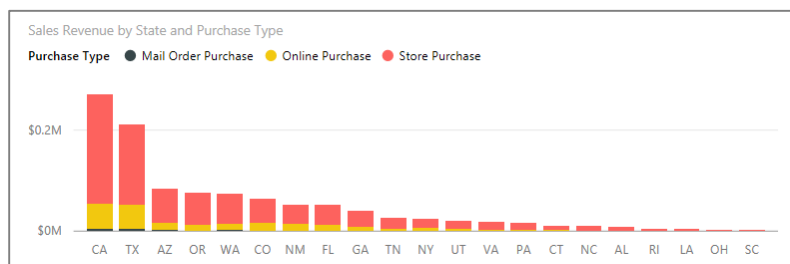 Sales Revenue by State and Purchase Type
Purchase Type Mail Order Purchase Online Purchase Store Purchase
$0.2M
$0M
CA TX AZ OR WA CO NM FL GA TN NY UT VA PA CT NC AL RI LA OH SC